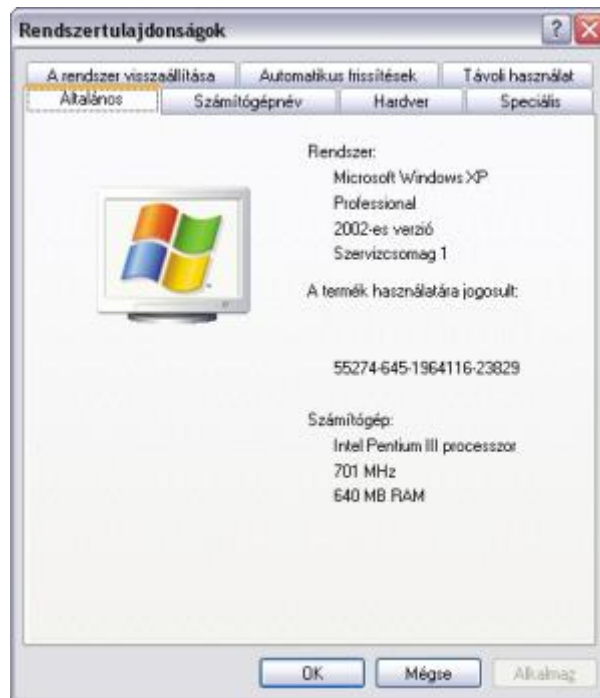 Rendszertulajdonságok
A rendszer visszaállítása Automatikus frissítések Távoli használat
Általános Számítógépnév Hardver Speciális
Rendszer:
Microsoft Windows XP
Professional
2002-es verzió
Szervizcsomag 1
A termék használatára jogosult:
55274-645-1964116-23829
Számítógép:
Intel Pentium III processzor
701 MHz
640 MB RAM
OK Mégse Alkalmaz